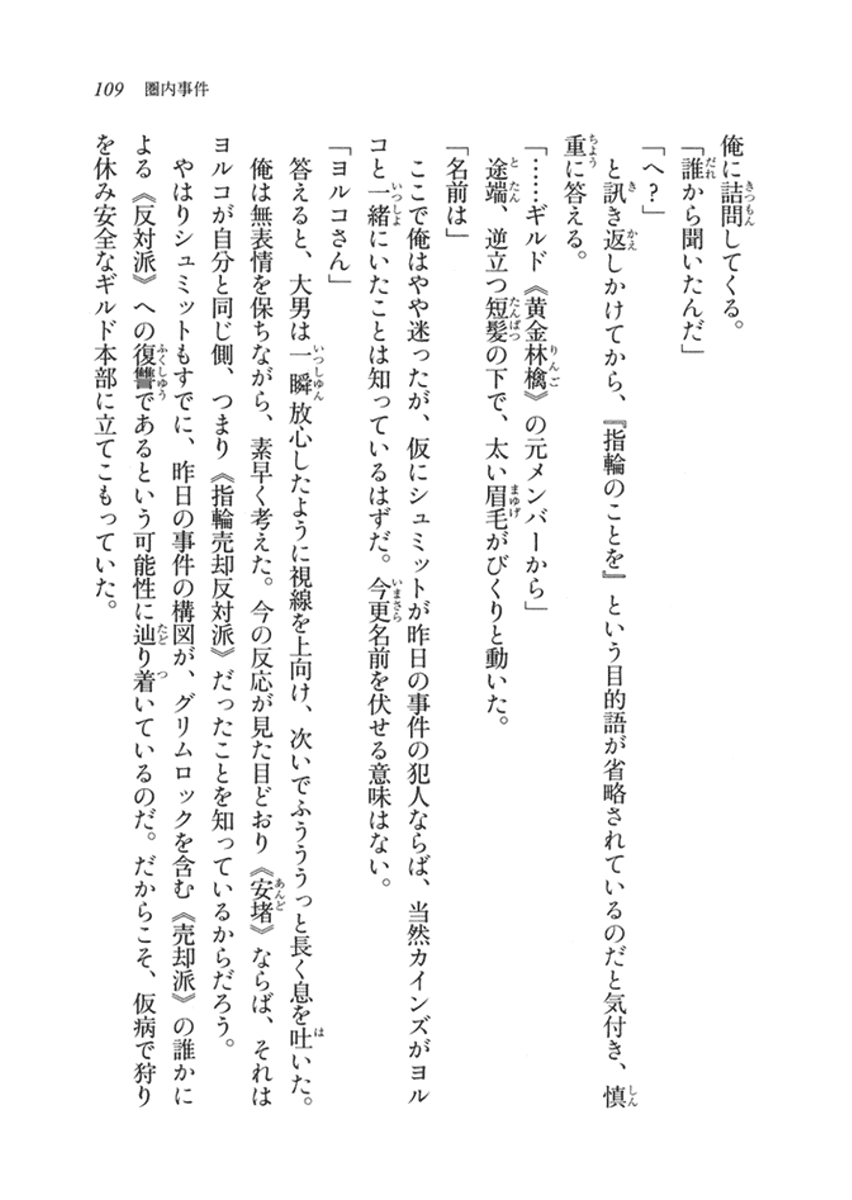 109 圏内事件
俺に詰問してくる。
「誰から聞いたんだ」
「へ?」
と訊き返しかけてから、『指輪のことを』という目的語が省略されているのだと気付き、慎
重に答える。
「……ギルド《黄金林檎》の元メンバーから」
途端、逆立つ短髪の下で、太い眉毛がびくりと動いた。
「名前は」
ここで俺はやや迷ったが、仮にシュミットが昨日の事件の犯人ならば、当然カインズがヨル
コと一緒にいたことは知っているはずだ。今更名前を伏せる意味はない。
「ヨルコさん」
答えると、大男は一瞬放心したように視線を上向け、次いでふうううっと長く息を吐いた。
俺は無表情を保ちながら、素早く考えた。今の反応が見た目どおり《安堵》ならば、それは
ヨルコが自分と同じ側、つまり《指輪売却反対派》だったことを知っているからだろう。
やはりシュミットもすでに、昨日の事件の構図が、グリムロックを含む《売却派》の誰かに
よる《反対派》への復讐であるという可能性に辿り着いているのだ。だからこそ、仮病で狩り
を休み安全なギルド本部に立てこもっていた。